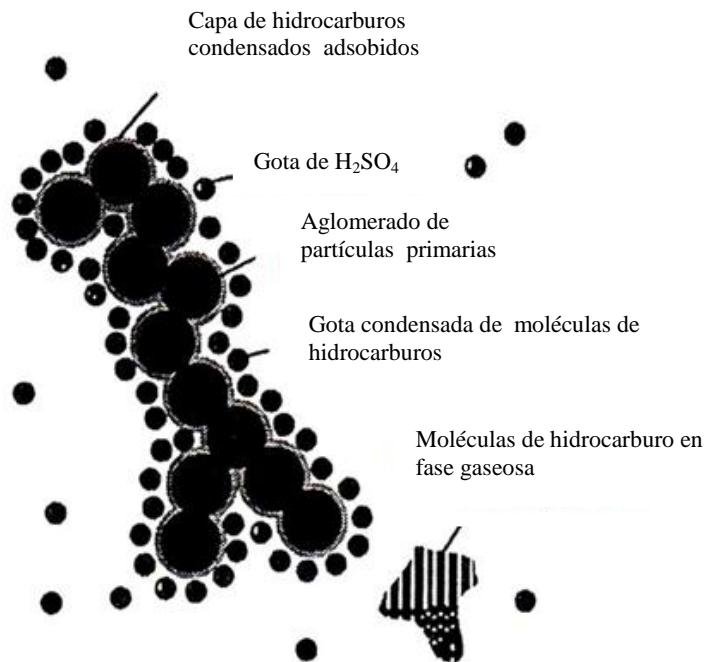 Capa de hidrocarburos
condensados adsobidos
Gota de H₂SO₄
Aglomerado de
partículas primarias
Gota condensada de moléculas de
hidrocarburos
Moléculas de hidrocarburo en
fase gaseosa